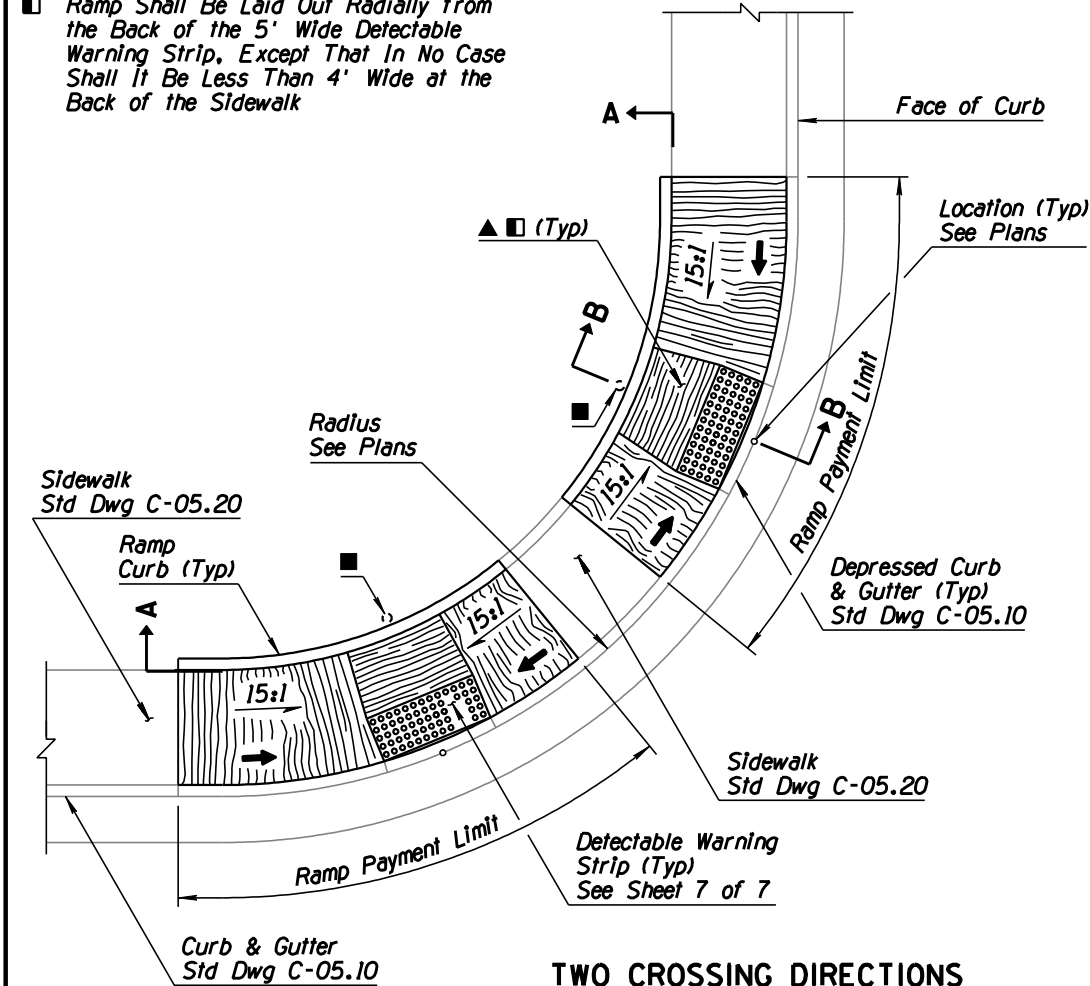 Ramp Shall Be Laid Out Radially from
the Back of the 5' Wide Detectable
Warning Strip, Except That In No Case
Shall It Be Less Than 4' Wide at the
Back of the Sidewalk
A
Face of Curb
Location (Typ)
See Plans
▲ ◧ (Typ)
15:1
B
■
B
Ramp Payment Limit
Radius
See Plans
15:1
Sidewalk
Std Dwg C-05.20
Ramp
Curb (Typ)
■
A
15:1
15:1
Depressed Curb
& Gutter (Typ)
Std Dwg C-05.10
Sidewalk
Std Dwg C-05.20
Ramp Payment Limit
Detectable Warning
Strip (Typ)
See Sheet 7 of 7
Curb & Gutter
Std Dwg C-05.10
TWO CROSSING DIRECTIONS